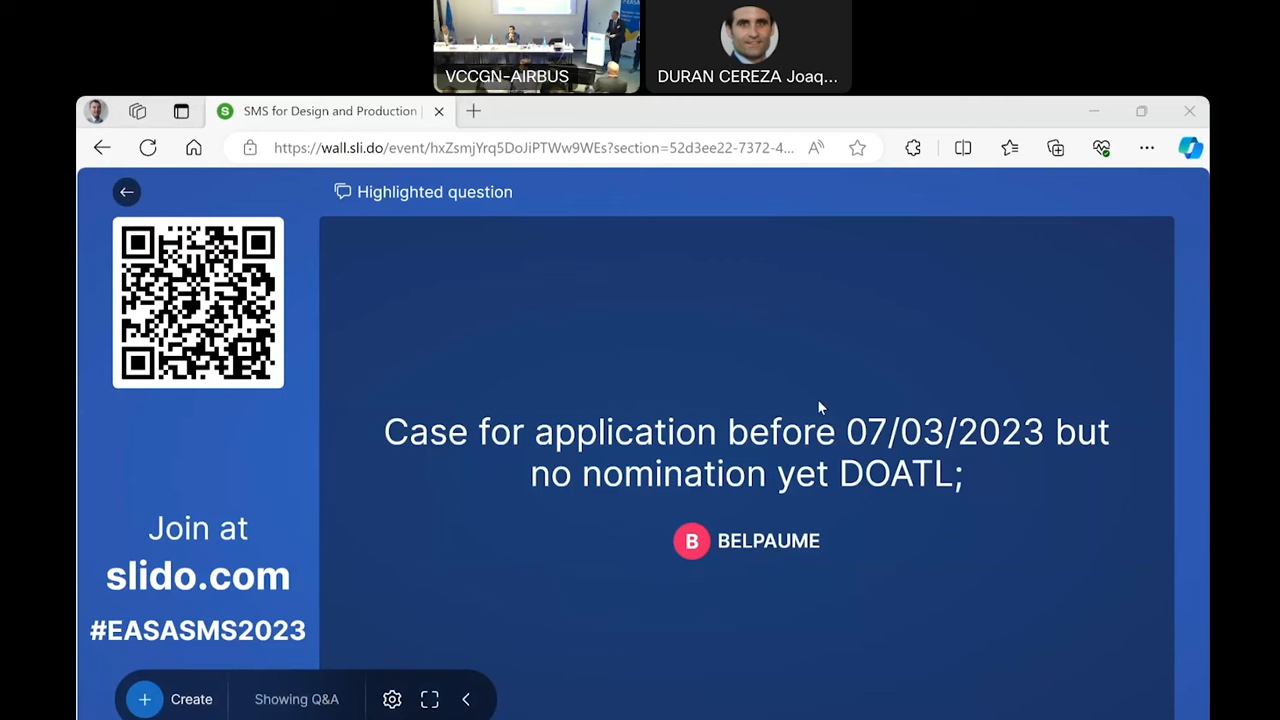 VCCGN-AIRBUS
DURAN CEREZA Joaq...
SMS for Design and Production |
https://wall.sli.do/event/hxZsmjYrq5DoJiPTWw9WEs?section=52d3ee22-7372-4...
Highlighted question
Case for application before 07/03/2023 but
no nomination yet DOATL;
B BELPAUME
Join at
slido.com
#EASASMS2023
Create
Showing Q&A